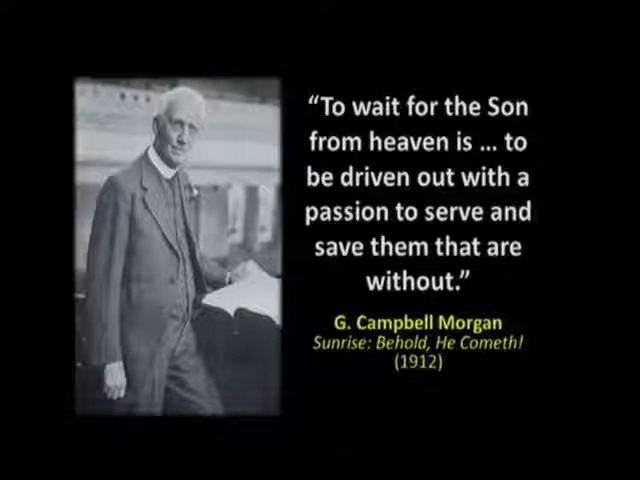 “To wait for the Son
from heaven is ... to
be driven out with a
passion to serve and
save them that are
without.”
G. Campbell Morgan
Sunrise: Behold, He Cometh!
(1912)